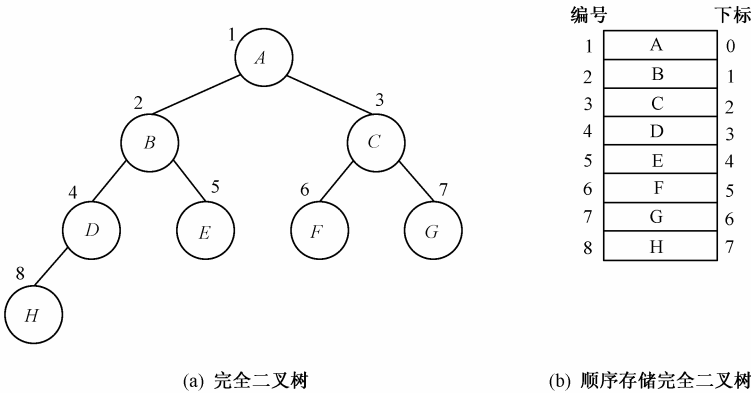 1
A
2
B
3
C
4
D
5
E
6
F
7
G
8
H
(a) 完全二叉树
编号 下标
1 A 0
2 B 1
3 C 2
4 D 3
5 E 4
6 F 5
7 G 6
8 H 7
(b) 顺序存储完全二叉树